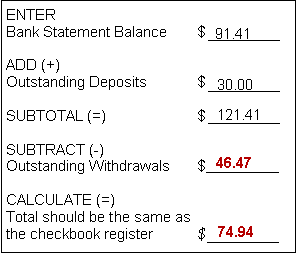 ENTER
Bank Statement Balance $ 91.41
ADD (+)
Outstanding Deposits $ 30.00
SUBTOTAL (=) $ 121.41
SUBTRACT (-)
Outstanding Withdrawals $ 46.47
CALCULATE (=)
Total should be the same as
the checkbook register $ 74.94